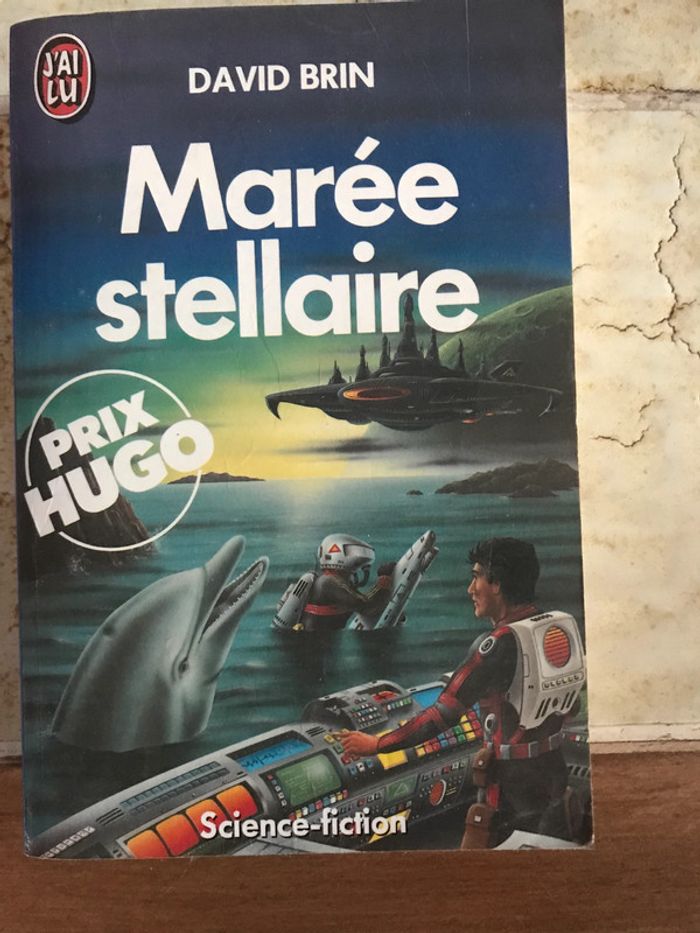 J'AI
LU
DAVID BRIN
Marée
stellaire
PRIX
HUGO
Science-fiction